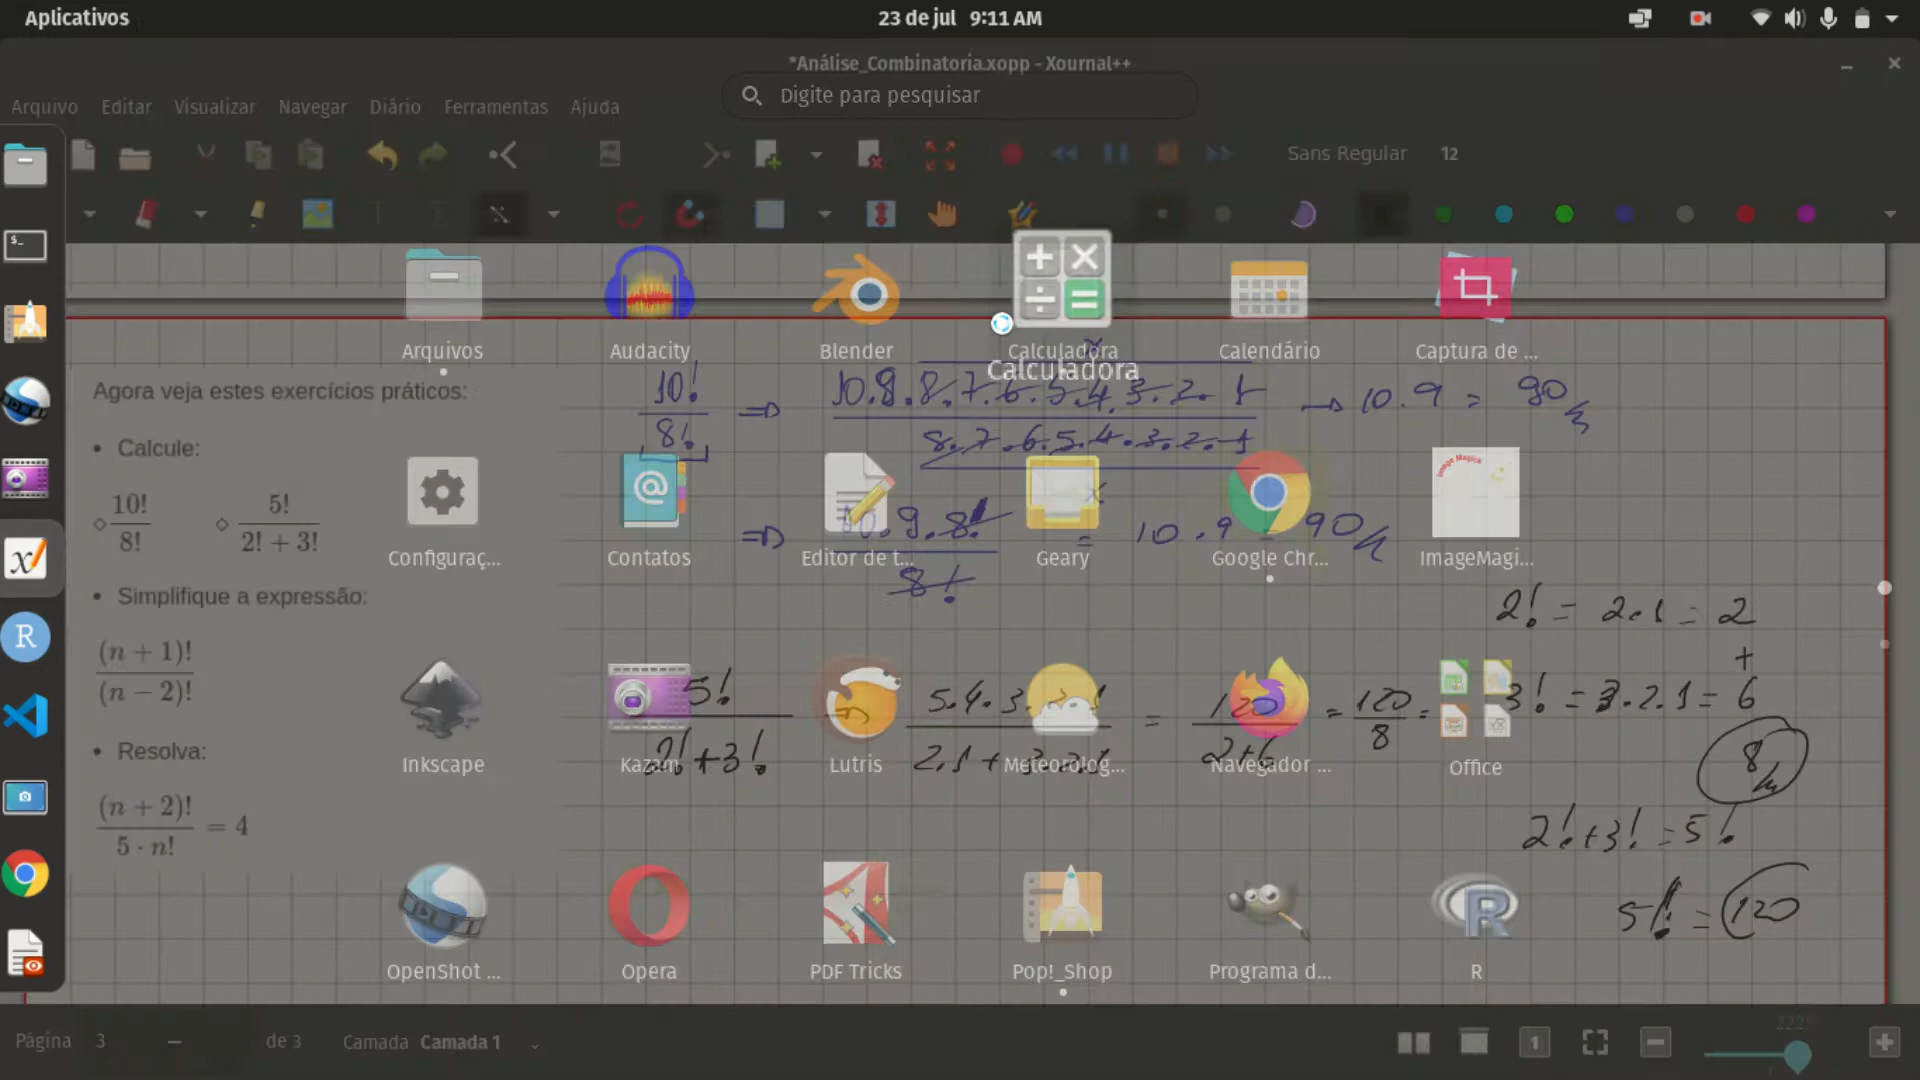 Aplicativos
23 de jul 9:11 AM
*Análise_Combinatoria.xopp - Xournal++
Digite para pesquisar
Arquivo Editar Visualizar Navegar Diário Ferramentas Ajuda
Sans Regular 12
Arquivos Audacity Blender Calculadora Calendário Captura de ...
Calculadora
Agora veja estes exercícios práticos:
• Calcule:
10!
8!
5!
2! + 3!
• Simplifique a expressão:
(n + 1)!
(n − 2)!
• Resolva:
(n + 2)!
5 · n!
= 4
10!
8!
⇒
10.9.8.7.6.5.4.3.2.1
8.7.6.5.4.3.2.1
→ 10.9 = 90
⇒
10.9.8!
8!
= 10.9 = 90
Configuraç... Contatos Editor de t... Geary Google Chr... ImageMagi...
Image Magick
2! = 2.1 = 2
+
3! = 3.2.1 = 6
8
5!
2!+3!
=
120
2+6
=
120
8
=
Inkscape Kazam Lutris Meteorolog... Navegador ... Office
2!+3! = 5!
5! = 120
OpenShot ... Opera PDF Tricks Pop!_Shop Programa d... R
Página 3 de 3 Camada Camada 1